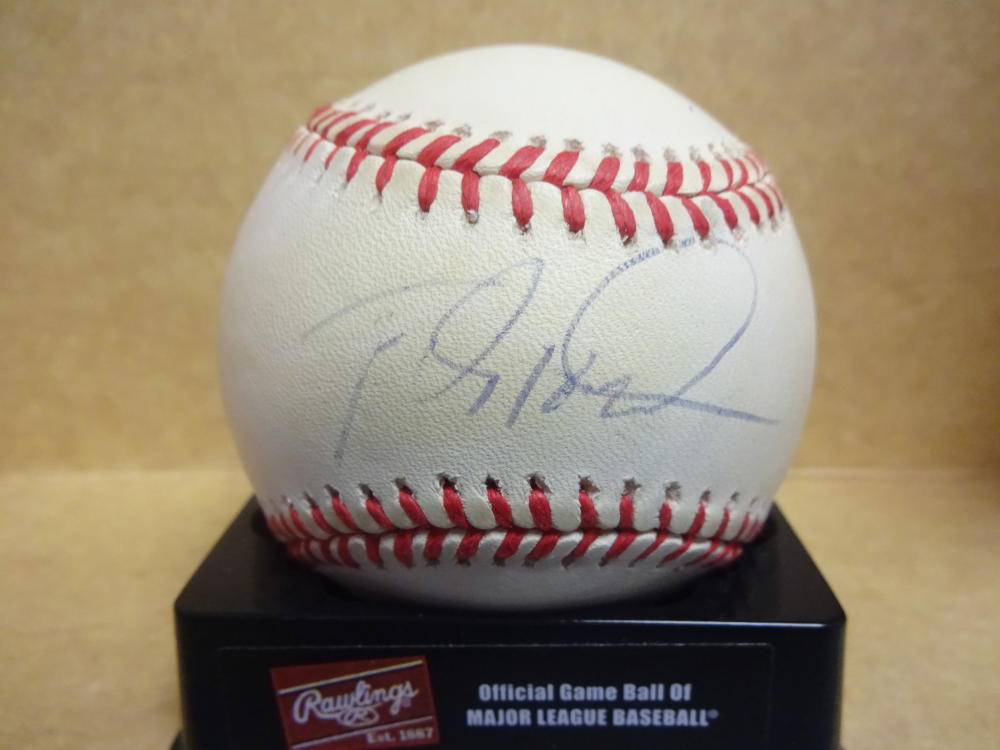 Rawlings
Est. 1887
Official Game Ball Of
MAJOR LEAGUE BASEBALL®